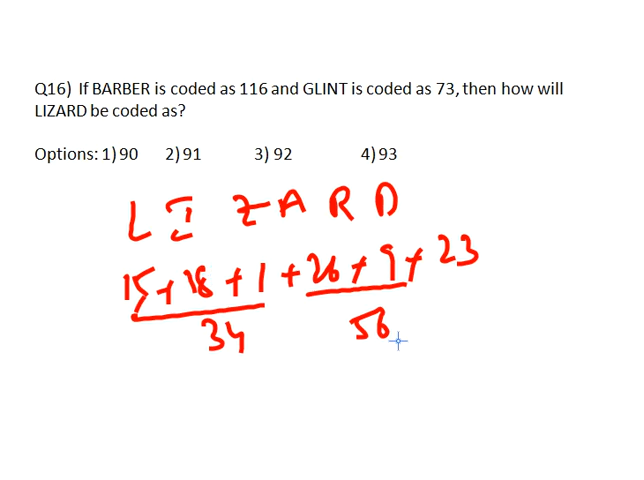 Q16) If BARBER is coded as 116 and GLINT is coded as 73, then how will
LIZARD be coded as?
Options: 1) 90 2) 91 3) 92 4) 93
L I Z A R D
15 + 18 + 1 + 26 + 9 + 23
34 56